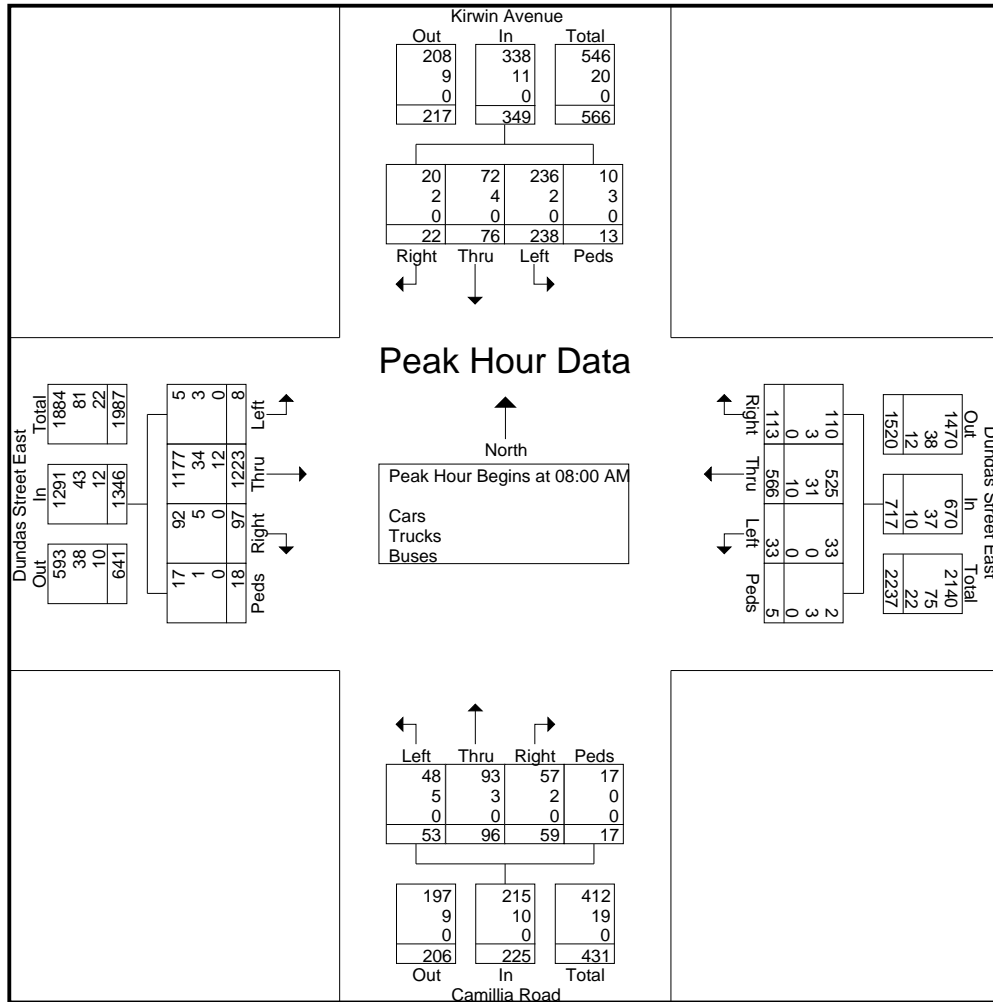 Kirwin Avenue
Out In Total
208 338 546
9 11 20
0 0 0
217 349 566
20 72 236 10
2 4 2 3
0 0 0 0
22 76 238 13
Right Thru Left Peds
Peak Hour Data
North
Peak Hour Begins at 08:00 AM
Cars
Trucks
Buses
Dundas Street East
Total In Out
1884 1291 593
81 43 38
22 12 10
1987 1346 641
5 1177 92 17
3 34 5 1
0 12 0 0
8 1223 97 18
Left Thru Right Peds
Dundas Street East
Out In Total
1470 670 2140
38 37 75
12 10 22
1520 717 2237
110 525 33 2
3 31 0 3
0 10 0 0
113 566 33 5
Right Thru Left Peds
Left Thru Right Peds
48 93 57 17
5 3 2 0
0 0 0 0
53 96 59 17
197 215 412
9 10 19
0 0 0
206 225 431
Out In Total
Camillia Road